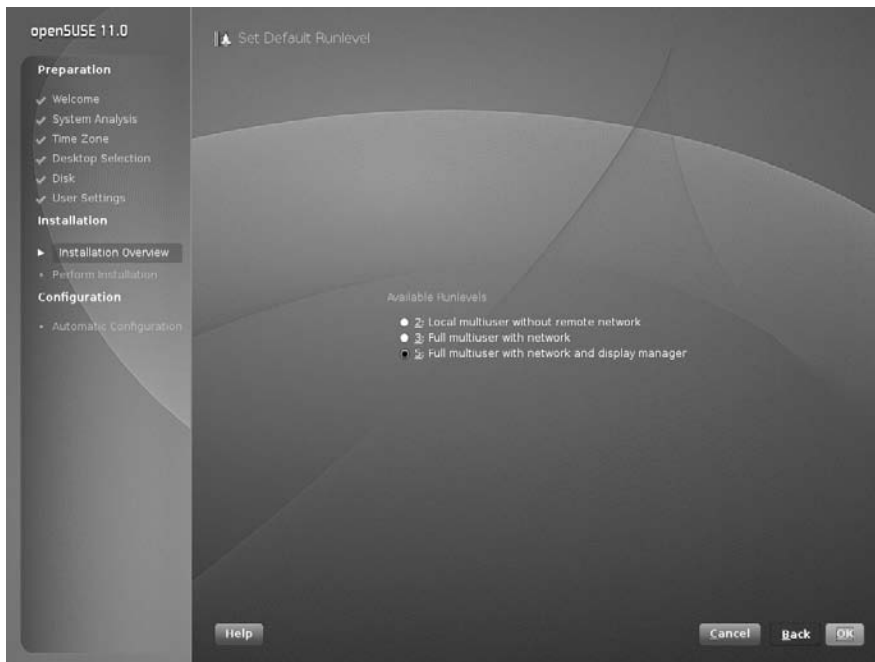 openSUSE 11.0
Set Default Runlevel
Preparation
Welcome
System Analysis
Time Zone
Desktop Selection
Disk
User Settings
Installation
Installation Overview
Perform Installation
Configuration
Automatic Configuration
Available Runlevels
2: Local multiuser without remote network
3: Full multiuser with network
5: Full multiuser with network and display manager
Help
Cancel
Back
OK